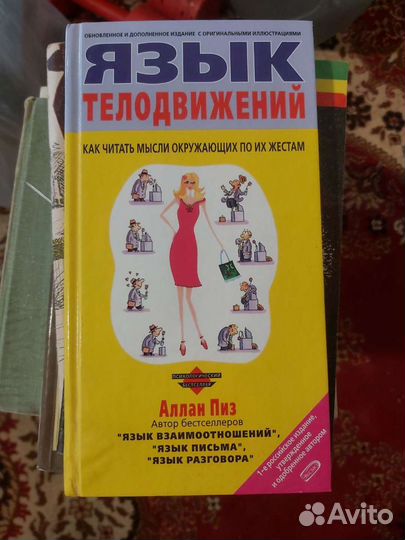 ОБНОВЛЕННОЕ И ДОПОЛНЕННОЕ ИЗДАНИЕ С ОРИГИНАЛЬНЫМИ ИЛЛЮСТРАЦИЯМИ
ЯЗЫК
ТЕЛОДВИЖЕНИЙ
КАК ЧИТАТЬ МЫСЛИ ОКРУЖАЮЩИХ ПО ИХ ЖЕСТАМ
ПСИХОЛОГИЧЕСКИЙ
БЕСТСЕЛЛЕР
Аллан Пиз
Автор бестселлеров
"ЯЗЫК ВЗАИМООТНОШЕНИЙ",
"ЯЗЫК ПИСЬМА",
"ЯЗЫК РАЗГОВОРА"
1-е российское издание,
утвержденное
и одобренное автором
Avito